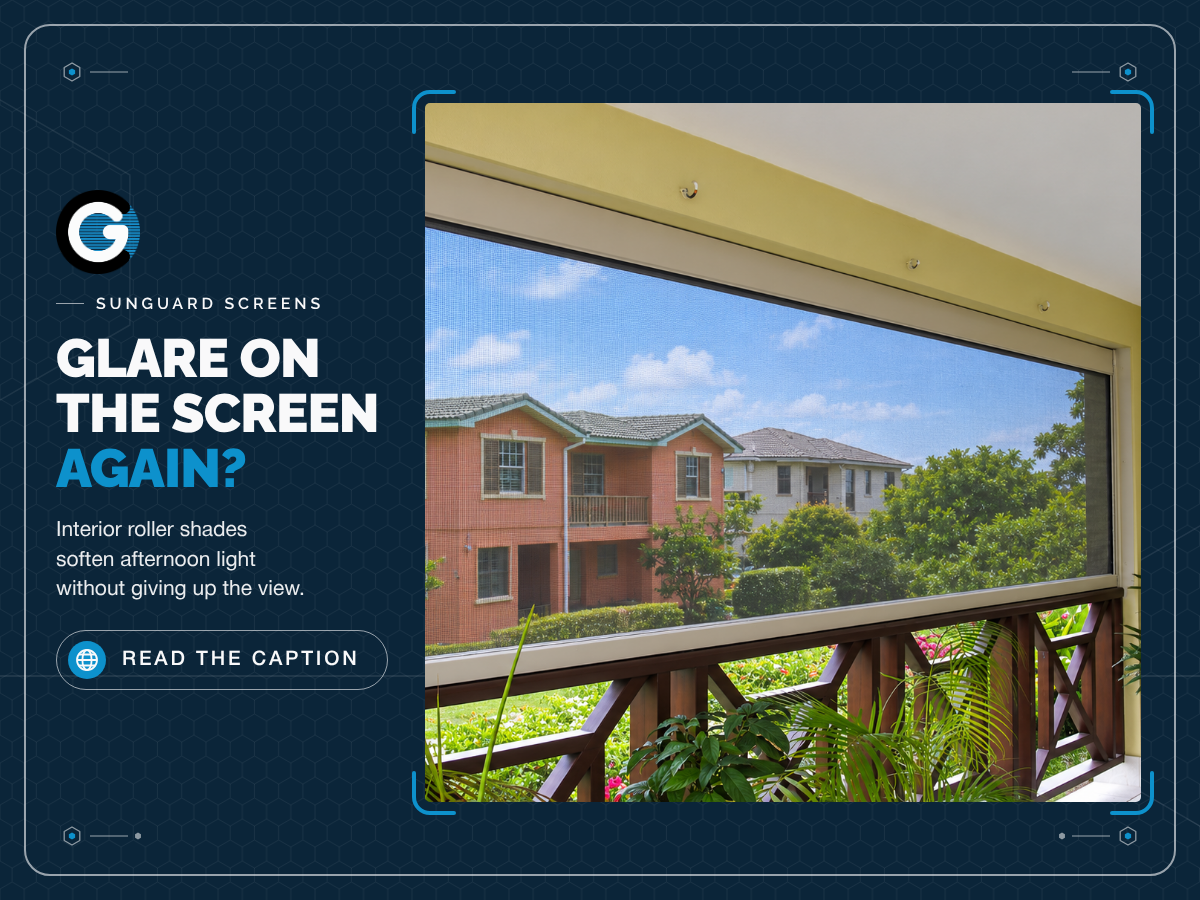 G
SUNGUARD SCREENS
GLARE ON
THE SCREEN
AGAIN?
Interior roller shades
soften afternoon light
without giving up the view.
READ THE CAPTION